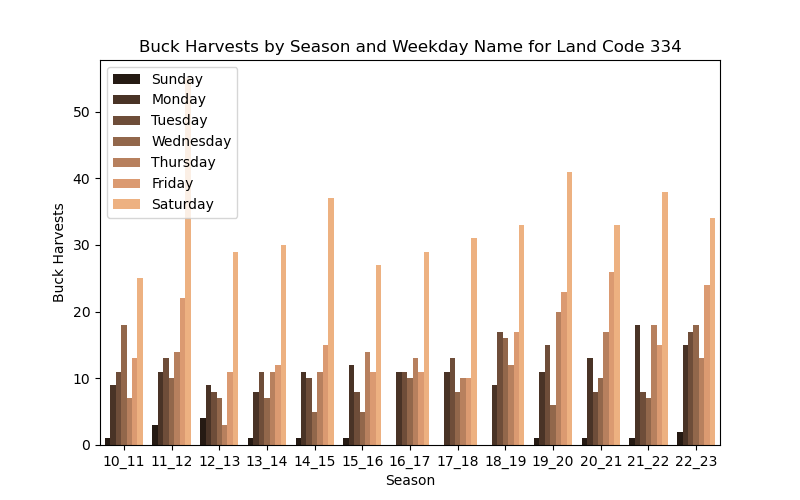 Buck Harvests by Season and Weekday Name for Land Code 334
Sunday
Monday
Tuesday
Wednesday
Thursday
Friday
Saturday
50
40
30
20
10
0
Buck Harvests
10_11 11_12 12_13 13_14 14_15 15_16 16_17 17_18 18_19 19_20 20_21 21_22 22_23
Season